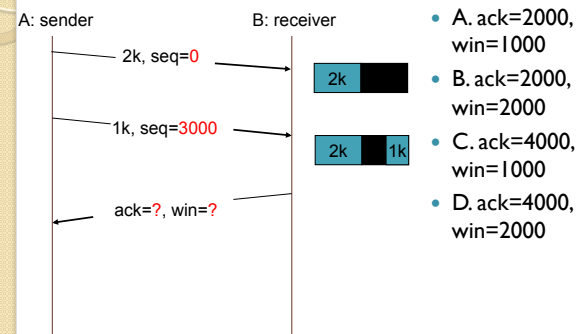 A: sender
B: receiver
2k, seq=0
2k
1k, seq=3000
2k
1k
ack=?, win=?
• A. ack=2000,
win=1000
• B. ack=2000,
win=2000
• C. ack=4000,
win=1000
• D. ack=4000,
win=2000